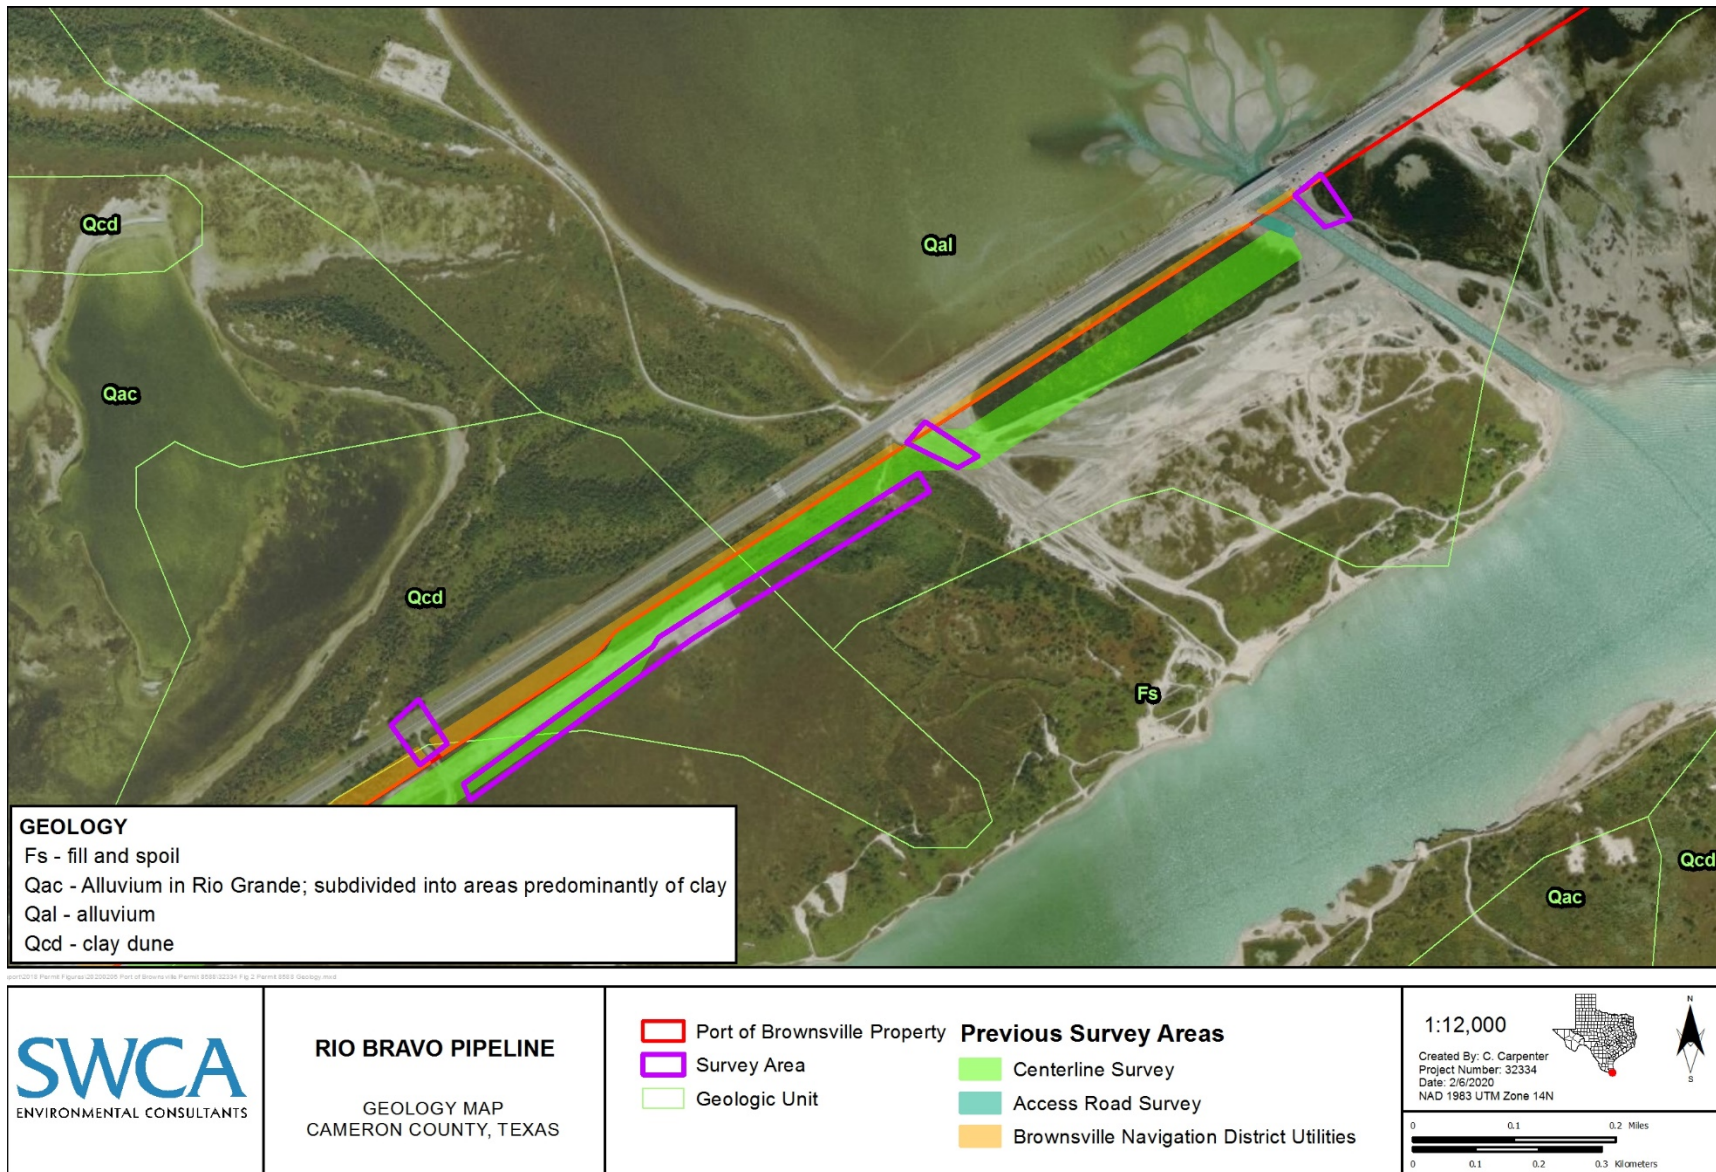 Qcd
Qal
Qac
Qcd
Fs
Qcd
Qac
GEOLOGY
Fs - fill and spoil
Qac - Alluvium in Rio Grande; subdivided into areas predominantly of clay
Qal - alluvium
Qcd - clay dune
SWCA
ENVIRONMENTAL CONSULTANTS
RIO BRAVO PIPELINE
GEOLOGY MAP
CAMERON COUNTY, TEXAS
Port of Brownsville Property
Survey Area
Geologic Unit
Previous Survey Areas
Centerline Survey
Access Road Survey
Brownsville Navigation District Utilities
1:12,000
Created By: C. Carpenter
Project Number: 32334
Date: 2/6/2020
NAD 1983 UTM Zone 14N
N
S
0 0.1 0.2 Miles
0 0.1 0.2 0.3 Kilometers